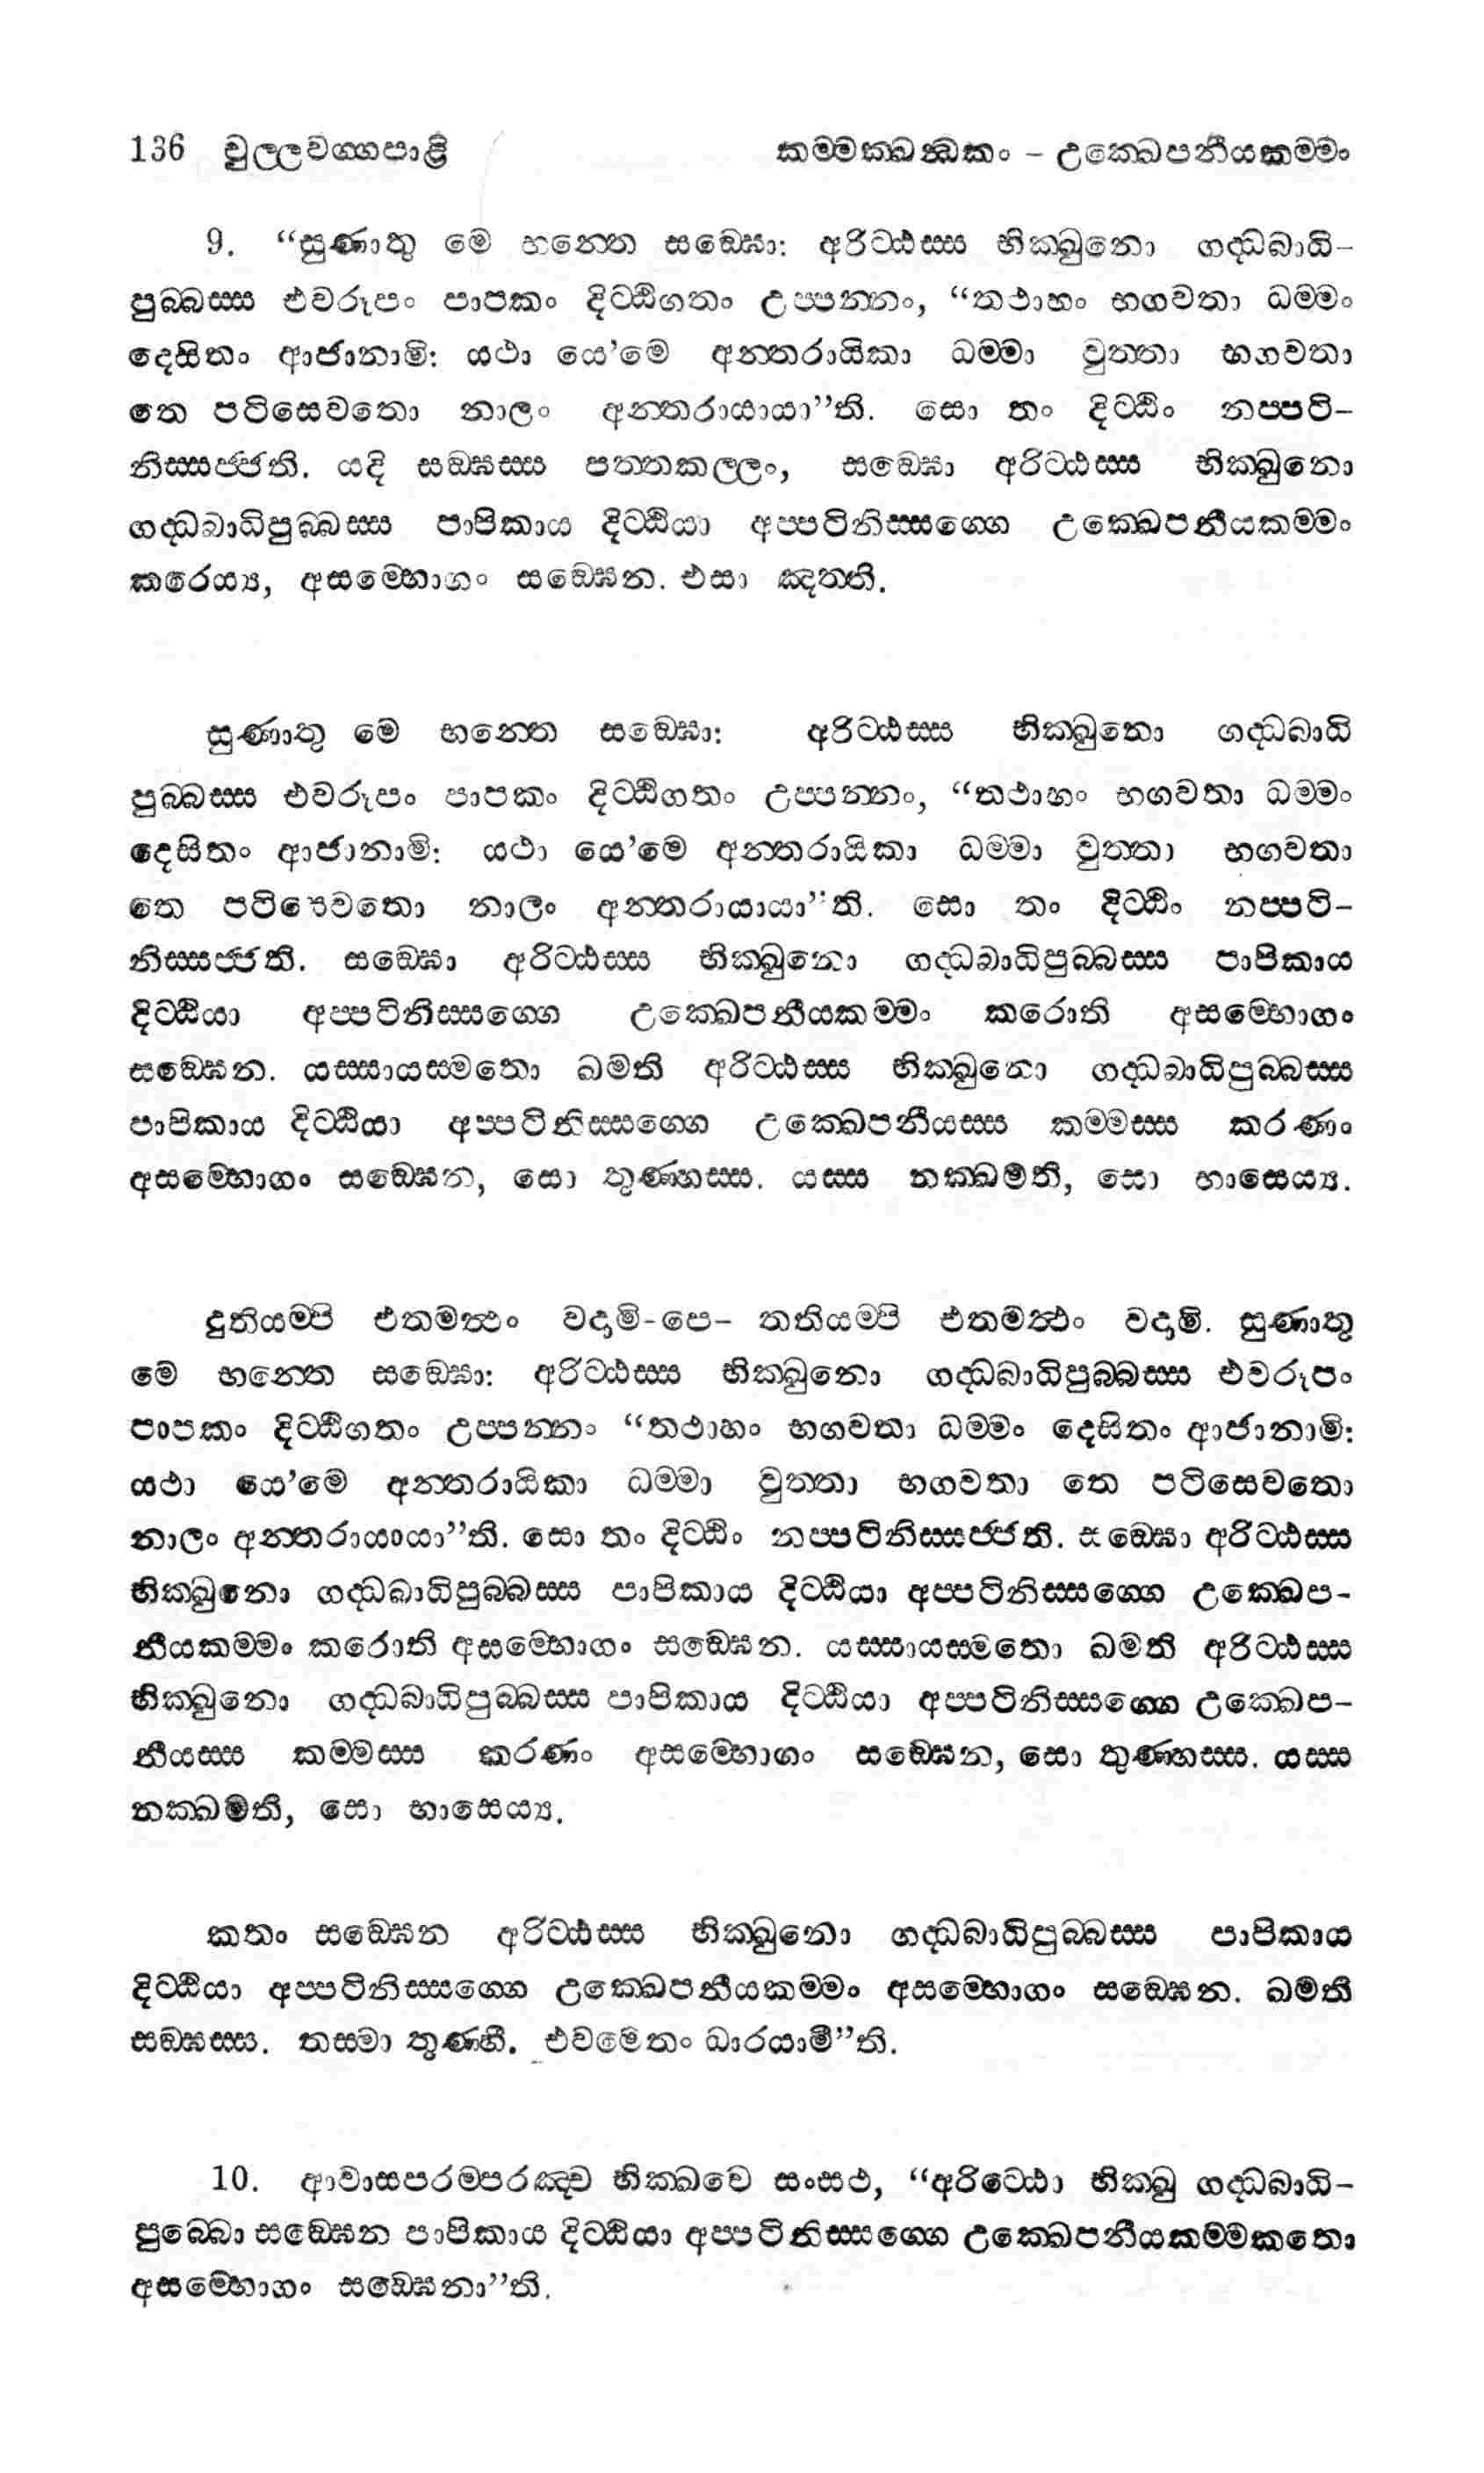 136 චුල්ලවග්ගපාළි කම්මක්ඛන්ධකං – උක්ඛෙපනීයකම්මං
9. “සුණාතු මෙ භන්තෙ සඞ්ඝො: අරිට්ඨස්ස භික්ඛුනො ගද්ධබාධි-
පුබ්බස්ස එවරූපං පාපකං දිට්ඨිගතං උප්පන්නං, “තථාහං භගවතා ධම්මං
දෙසිතං ආජානාමි: යථා යෙ’මෙ අන්තරායිකා ධම්මා වුත්තා භගවතා
තෙ පටිසෙවතො නාලං අන්තරායායා”ති. සො තං දිට්ඨිං නප්පටි-
නිස්සජ්ජති. යදි සඞ්ඝස්ස පත්තකල්ලං, සඞ්ඝො අරිට්ඨස්ස භික්ඛුනො
ගද්ධබාධිපුබ්බස්ස පාපිකාය දිට්ඨියා අප්පටිනිස්සග්ගෙ උක්ඛෙපනීයකම්මං
කරෙය්‍ය, අසම්භොගං සඞ්ඝෙන. එසා ඤත්ති.
සුණාතු මෙ භන්තෙ සඞ්ඝො: අරිට්ඨස්ස භික්ඛුනො ගද්ධබාධි
පුබ්බස්ස එවරූපං පාපකං දිට්ඨිගතං උප්පන්නං, “තථාහං භගවතා ධම්මං
දෙසිතං ආජානාමි: යථා යෙ’මෙ අන්තරායිකා ධම්මා වුත්තා භගවතා
තෙ පටිසෙවතො නාලං අන්තරායායා”ති. සො තං දිට්ඨිං නප්පටි-
නිස්සජ්ජති. සඞ්ඝො අරිට්ඨස්ස භික්ඛුනො ගද්ධබාධිපුබ්බස්ස පාපිකාය
දිට්ඨියා අප්පටිනිස්සග්ගෙ උක්ඛෙපනීයකම්මං කරොති අසම්භොගං
සඞ්ඝෙන. යස්සායස්මතො ඛමති අරිට්ඨස්ස භික්ඛුනො ගද්ධබාධිපුබ්බස්ස
පාපිකාය දිට්ඨියා අප්පටිනිස්සග්ගෙ උක්ඛෙපනීයස්ස කම්මස්ස කරණං
අසම්භොගං සඞ්ඝෙන, සො තුණ්හස්ස. යස්ස නක්ඛමති, සො භාසෙය්‍ය.
දුතියම්පි එතමත්ථං වදාමි-පෙ– තතියම්පි එතමත්ථං වදාමි. සුණාතු
මෙ භන්තෙ සඞ්ඝො: අරිට්ඨස්ස භික්ඛුනො ගද්ධබාධිපුබ්බස්ස එවරූපං
පාපකං දිට්ඨිගතං උප්පන්නං “තථාහං භගවතා ධම්මං දෙසිතං ආජානාමි:
යථා යෙ’මෙ අන්තරායිකා ධම්මා වුත්තා භගවතා තෙ පටිසෙවතො
නාලං අන්තරායායා”ති. සො තං දිට්ඨිං නප්පටිනිස්සජ්ජති. සඞ්ඝො අරිට්ඨස්ස
භික්ඛුනො ගද්ධබාධිපුබ්බස්ස පාපිකාය දිට්ඨියා අප්පටිනිස්සග්ගෙ උක්ඛෙප-
නීයකම්මං කරොති අසම්භොගං සඞ්ඝෙන. යස්සායස්මතො ඛමති අරිට්ඨස්ස
භික්ඛුනො ගද්ධබාධිපුබ්බස්ස පාපිකාය දිට්ඨියා අප්පටිනිස්සග්ගෙ උක්ඛෙප-
නීයස්ස කම්මස්ස කරණං අසම්භොගං සඞ්ඝෙන, සො තුණ්හස්ස. යස්ස
නක්ඛමති, සො භාසෙය්‍ය.
කතං සඞ්ඝෙන අරිට්ඨස්ස භික්ඛුනො ගද්ධබාධිපුබ්බස්ස පාපිකාය
දිට්ඨියා අප්පටිනිස්සග්ගෙ උක්ඛෙපනීයකම්මං අසම්භොගං සඞ්ඝෙන. ඛමති
සඞ්ඝස්ස. තස්මා තුණ්හී. එවමෙතං ධාරයාමී”ති.
10. ආවාසපරම්පරඤ්ච භික්ඛවෙ සංසථ, “අරිට්ඨො භික්ඛු ගද්ධබාධි-
පුබ්බො සඞ්ඝෙන පාපිකාය දිට්ඨියා අප්පටිනිස්සග්ගෙ උක්ඛෙපනීයකම්මකතො
අසම්භොගං සඞ්ඝෙනා”ති.